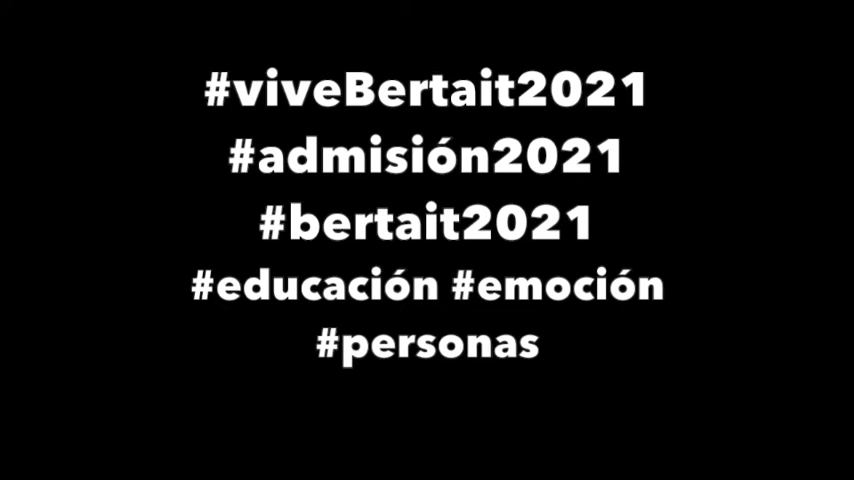 #viveBertait2021
#admisión2021
#bertait2021
#educación #emoción
#personas